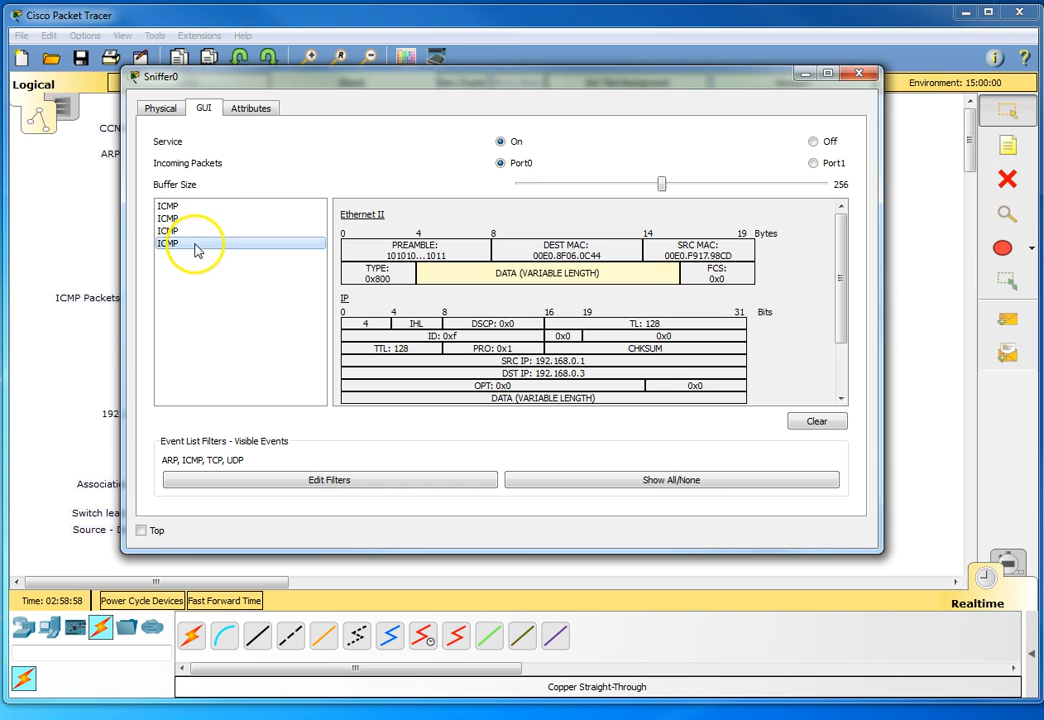 Cisco Packet Tracer
File Edit Options View Tools Extensions Help
Logical
Environment: 15:00:00
Sniffer0
Physical GUI Attributes
Service On Off
Incoming Packets Port0 Port1
Buffer Size 256
ICMP
ICMP
ICMP
ICMP
Ethernet II
0 4 8 14 19 Bytes
PREAMBLE: DEST MAC: SRC MAC:
101010...1011 00E0.8F06.0C44 00E0.F917.98CD
TYPE: DATA (VARIABLE LENGTH) FCS:
0x800 0x0
IP
0 4 8 16 19 31 Bits
4 IHL DSCP: 0x0 TL: 128
ID: 0xf 0x0 0x0
TTL: 128 PRO: 0x1 CHKSUM
SRC IP: 192.168.0.1
DST IP: 192.168.0.3
OPT: 0x0 0x0
DATA (VARIABLE LENGTH)
Clear
Event List Filters - Visible Events
ARP, ICMP, TCP, UDP
Edit Filters Show All/None
Top
CCN
ARP
ICMP Packets
192
Associati
Switch lea
Source - D
Time: 02:58:58 Power Cycle Devices Fast Forward Time
Realtime
Copper Straight-Through